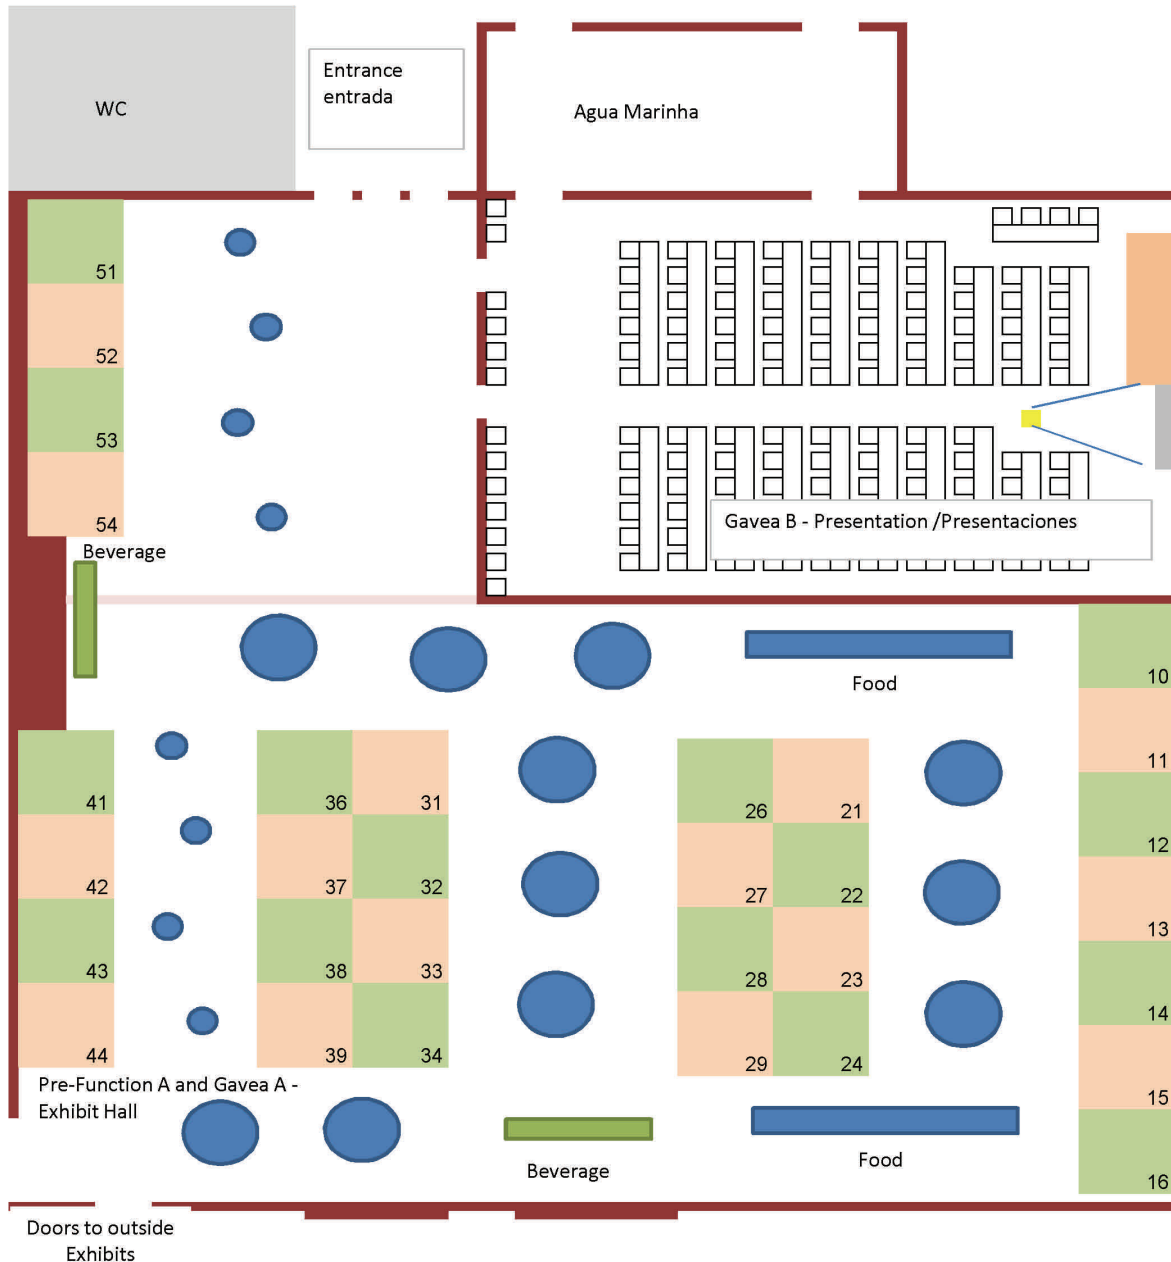 Entrance
entrada
WC
Agua Marinha
51
52
53
54
Beverage
Gavea B - Presentation /Presentaciones
Food
10
11
12
13
14
15
16
41
42
43
44
36 31
37 32
38 33
39 34
26 21
27 22
28 23
29 24
Pre-Function A and Gavea A -
Exhibit Hall
Beverage
Food
Doors to outside
Exhibits